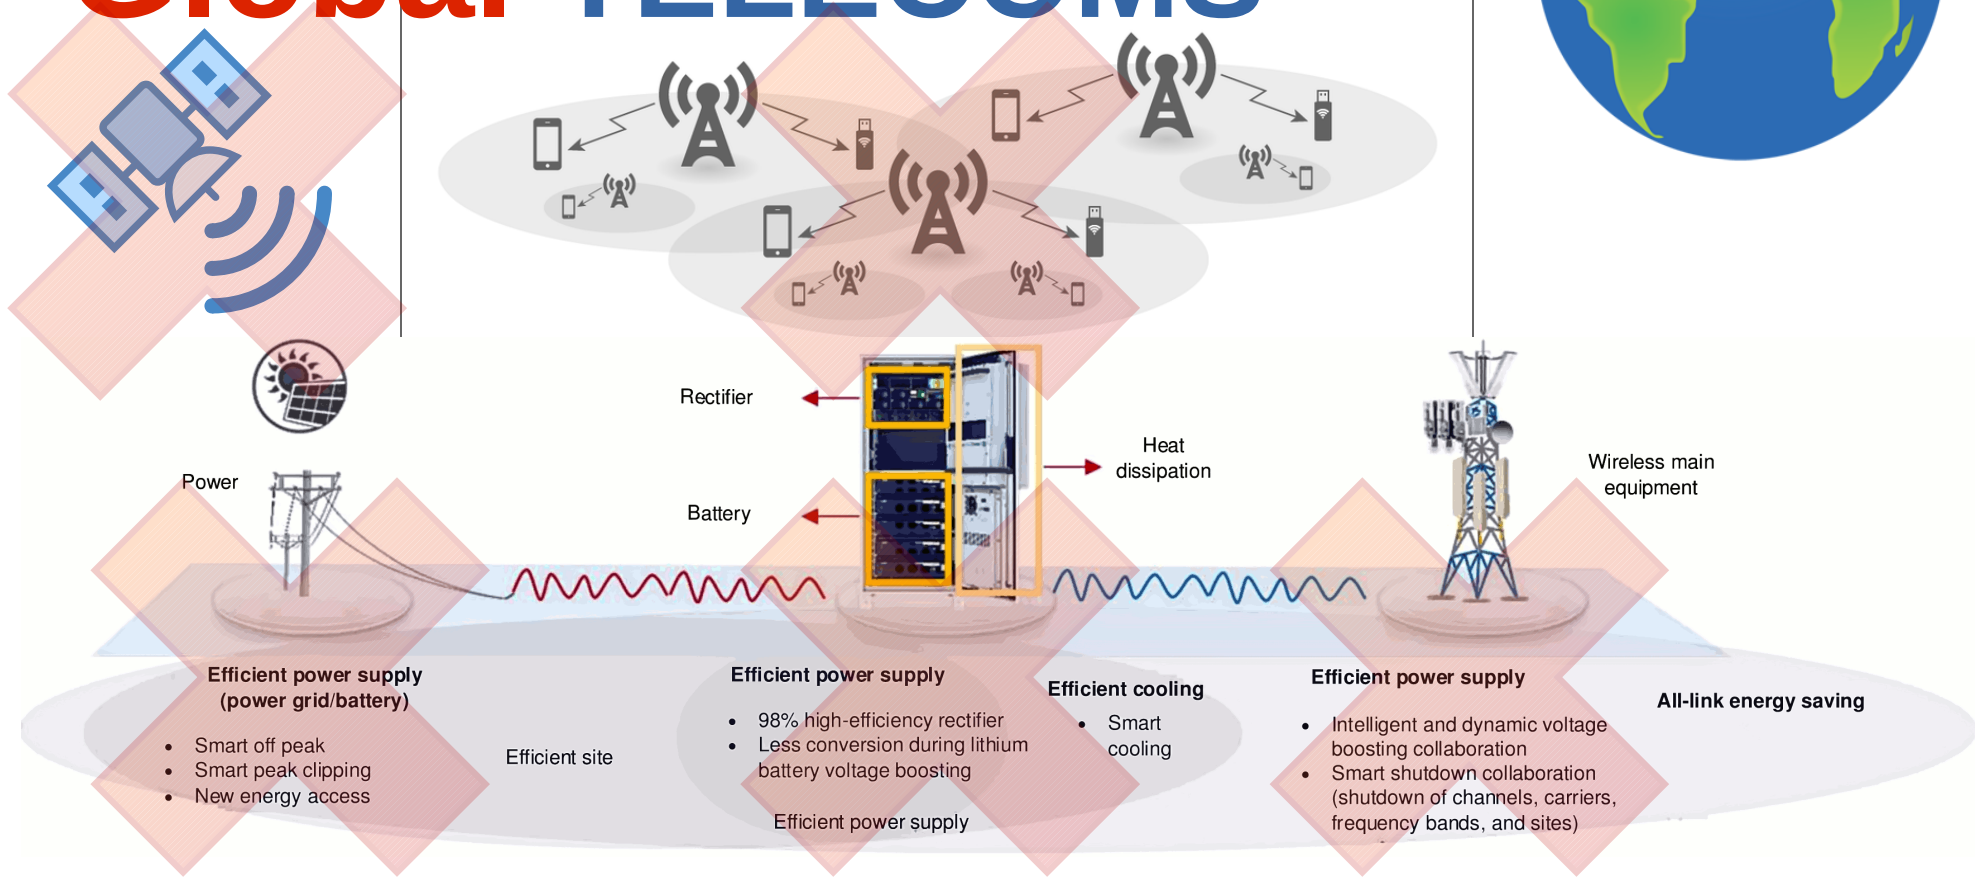 Global TELECOMS
Rectifier
Heat
dissipation
Power
Wireless main
equipment
Battery
Efficient power supply
(power grid/battery)
Smart off peak
Smart peak clipping
New energy access
Efficient site
Efficient power supply
98% high-efficiency rectifier
Less conversion during lithium
battery voltage boosting
Efficient power supply
Efficient cooling
Smart
cooling
Efficient power supply
Intelligent and dynamic voltage
boosting collaboration
Smart shutdown collaboration
(shutdown of channels, carriers,
frequency bands, and sites)
All-link energy saving